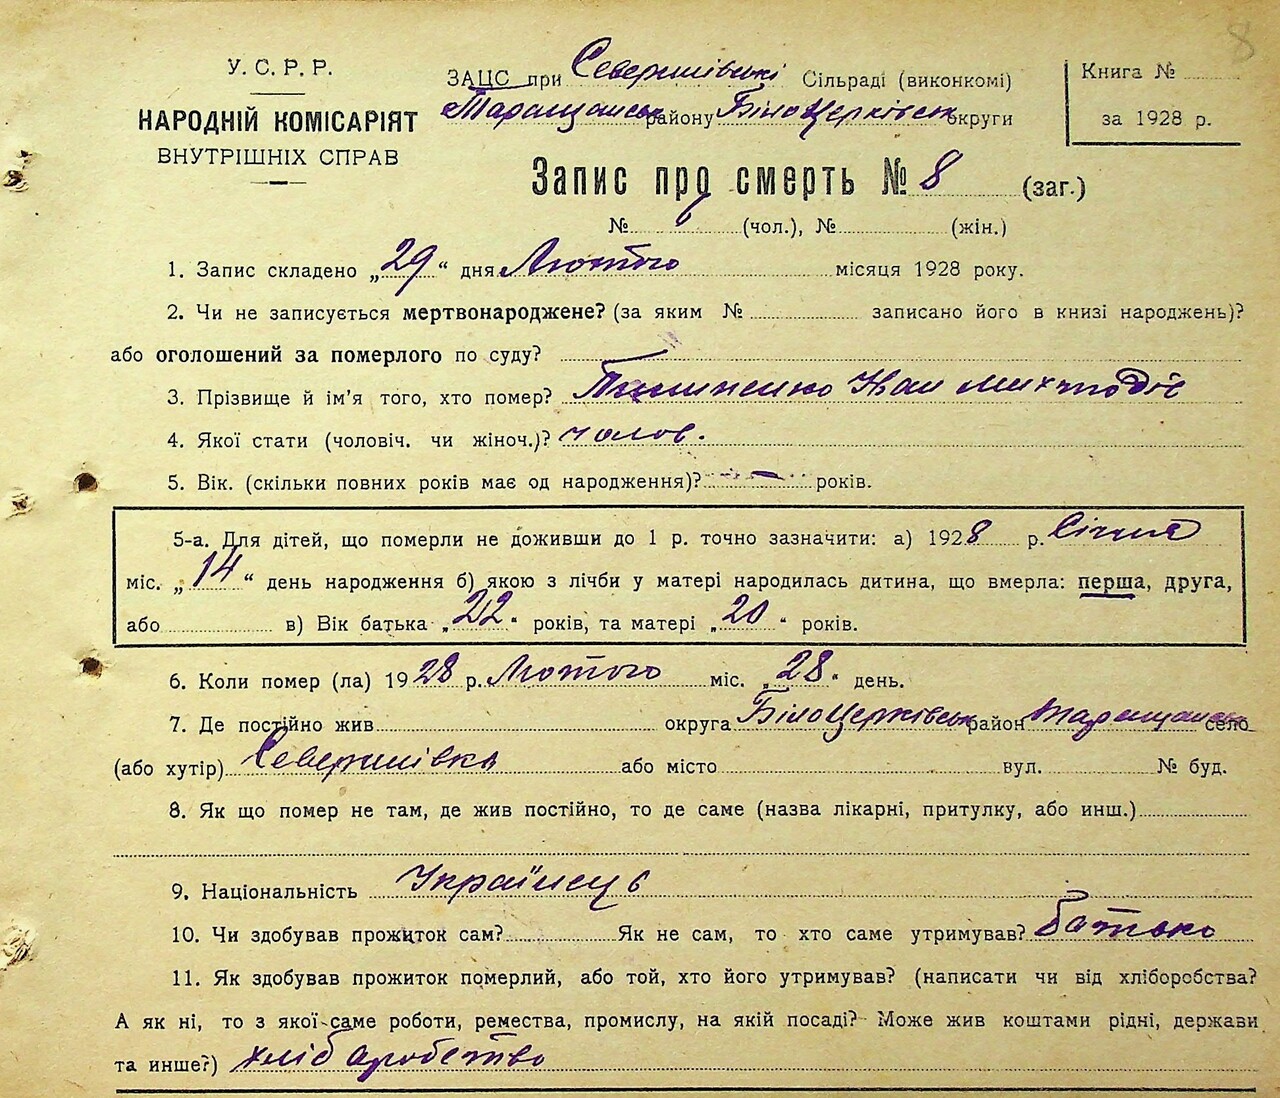 8
У. С. Р. Р.
НАРОДНІЙ КОМІСАРІЯТ
ВНУТРІШНІХ СПРАВ
ЗАЦС при Северинівські Сільраді (виконкомі)
Таращанськ району Білоцерківськ округи
Книга №
за 1928 р.
Запис про смерть № 8 (заг.)
№ (чол.), № (жін.)
1. Запис складено „29“ дня Лютого місяця 1928 року.
2. Чи не записується мертвонароджене? (за яким № записано його в книзі народжень)?
або оголошений за померлого по суду?
3. Прізвище й ім'я того, хто помер? Іван
4. Якої стати (чоловіч. чи жіноч.)? чолов.
5. Вік. (скільки повних років має од народження)? — років.
5-а. Для дітей, що померли не доживши до 1 р. точно зазначити: а) 1928 р. Січня
міс. „14“ день народження б) якою з лічби у матері народилась дитина, що вмерла: перша, друга,
або в) Вік батька „22“ років, та матері „20“ років.
6. Коли помер (ла) 1928 р. Лютого міс. „28“ день.
7. Де постійно жив округа Білоцерківськ район Таращанськ село
(або хутір) Северинівка або місто вул. № буд.
8. Як що помер не там, де жив постійно, то де саме (назва лікарні, притулку, або инш.)
9. Національність Українець
10. Чи здобував прожиток сам? Як не сам, то хто саме утримував? батько
11. Як здобував прожиток померлий, або той, хто його утримував? (написати чи від хліборобства?
А як ні, то з якої саме роботи, ремества, промислу, на якій посаді? Може жив коштами рідні, держави
та инше?) хліб аробство